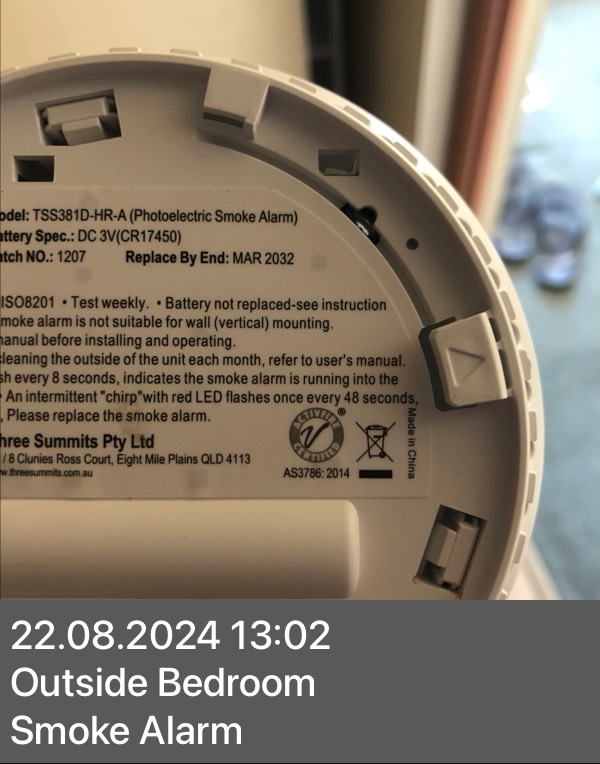 odel: TSS381D-HR-A (Photoelectric Smoke Alarm)
attery Spec.: DC 3V(CR17450)
atch NO.: 1207 Replace By End: MAR 2032
ISO8201 • Test weekly. • Battery not replaced-see instruction
moke alarm is not suitable for wall (vertical) mounting.
nanual before installing and operating.
cleaning the outside of the unit each month, refer to user's manual.
sh every 8 seconds, indicates the smoke alarm is running into the
• An intermittent "chirp"with red LED flashes once every 48 seconds,
, Please replace the smoke alarm.
hree Summits Pty Ltd
/ 8 Clunies Ross Court, Eight Mile Plains QLD 4113
w.threesummits.com.au
ACTIVFIRE
®
AS3786: 2014
Made in China
22.08.2024 13:02
Outside Bedroom
Smoke Alarm